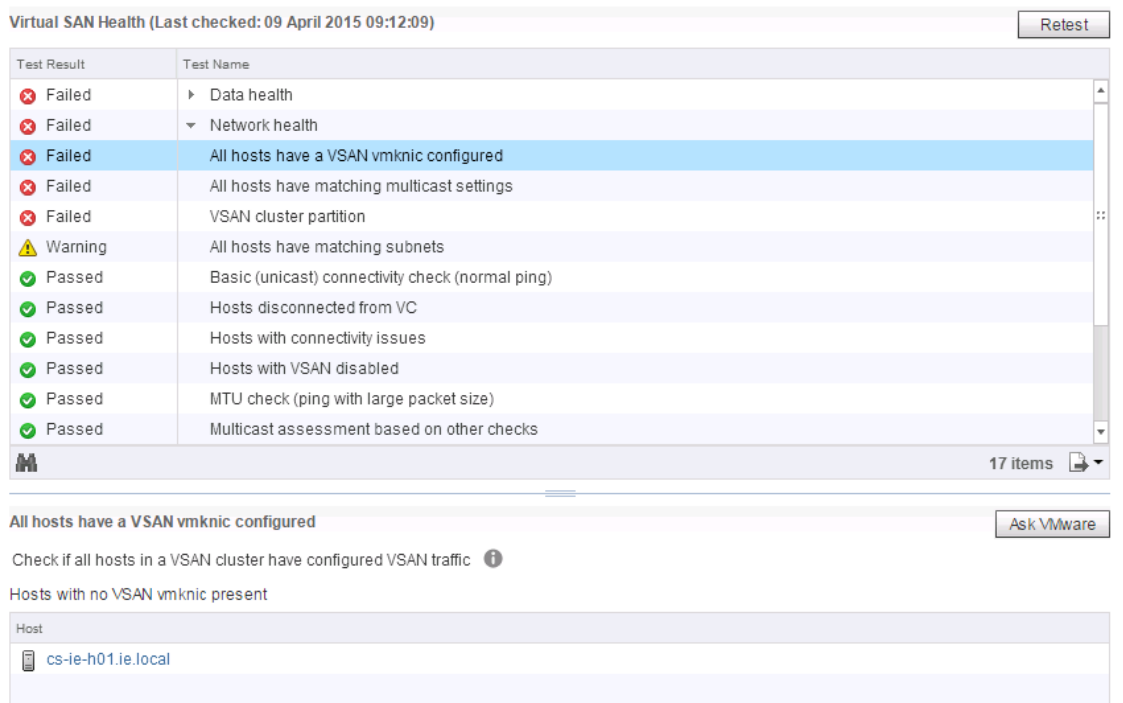 Virtual SAN Health (Last checked: 09 April 2015 09:12:09)
Retest
Test Result Test Name
Failed Data health
Failed Network health
Failed All hosts have a VSAN vmknic configured
Failed All hosts have matching multicast settings
Failed VSAN cluster partition
Warning All hosts have matching subnets
Passed Basic (unicast) connectivity check (normal ping)
Passed Hosts disconnected from VC
Passed Hosts with connectivity issues
Passed Hosts with VSAN disabled
Passed MTU check (ping with large packet size)
Passed Multicast assessment based on other checks
17 items
All hosts have a VSAN vmknic configured
Ask VMware
Check if all hosts in a VSAN cluster have configured VSAN traffic
Hosts with no VSAN vmknic present
Host
cs-ie-h01.ie.local